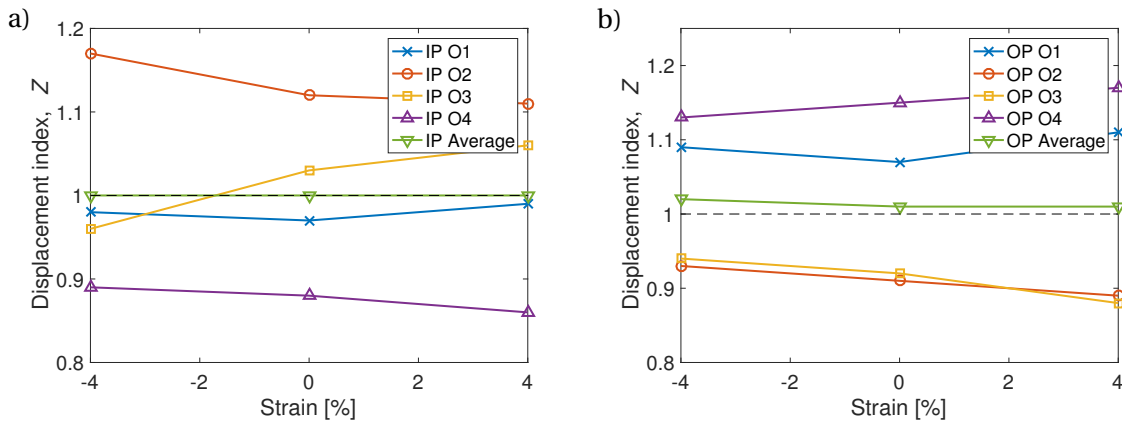 a)
1.2
1.1
1
0.9
0.8
Displacement index, Z
-4
-2
0
2
4
Strain [%]
IP O1
IP O2
IP O3
IP O4
IP Average
b)
1.2
1.1
1
0.9
0.8
Displacement index, Z
-4
-2
0
2
4
Strain [%]
OP O1
OP O2
OP O3
OP O4
OP Average